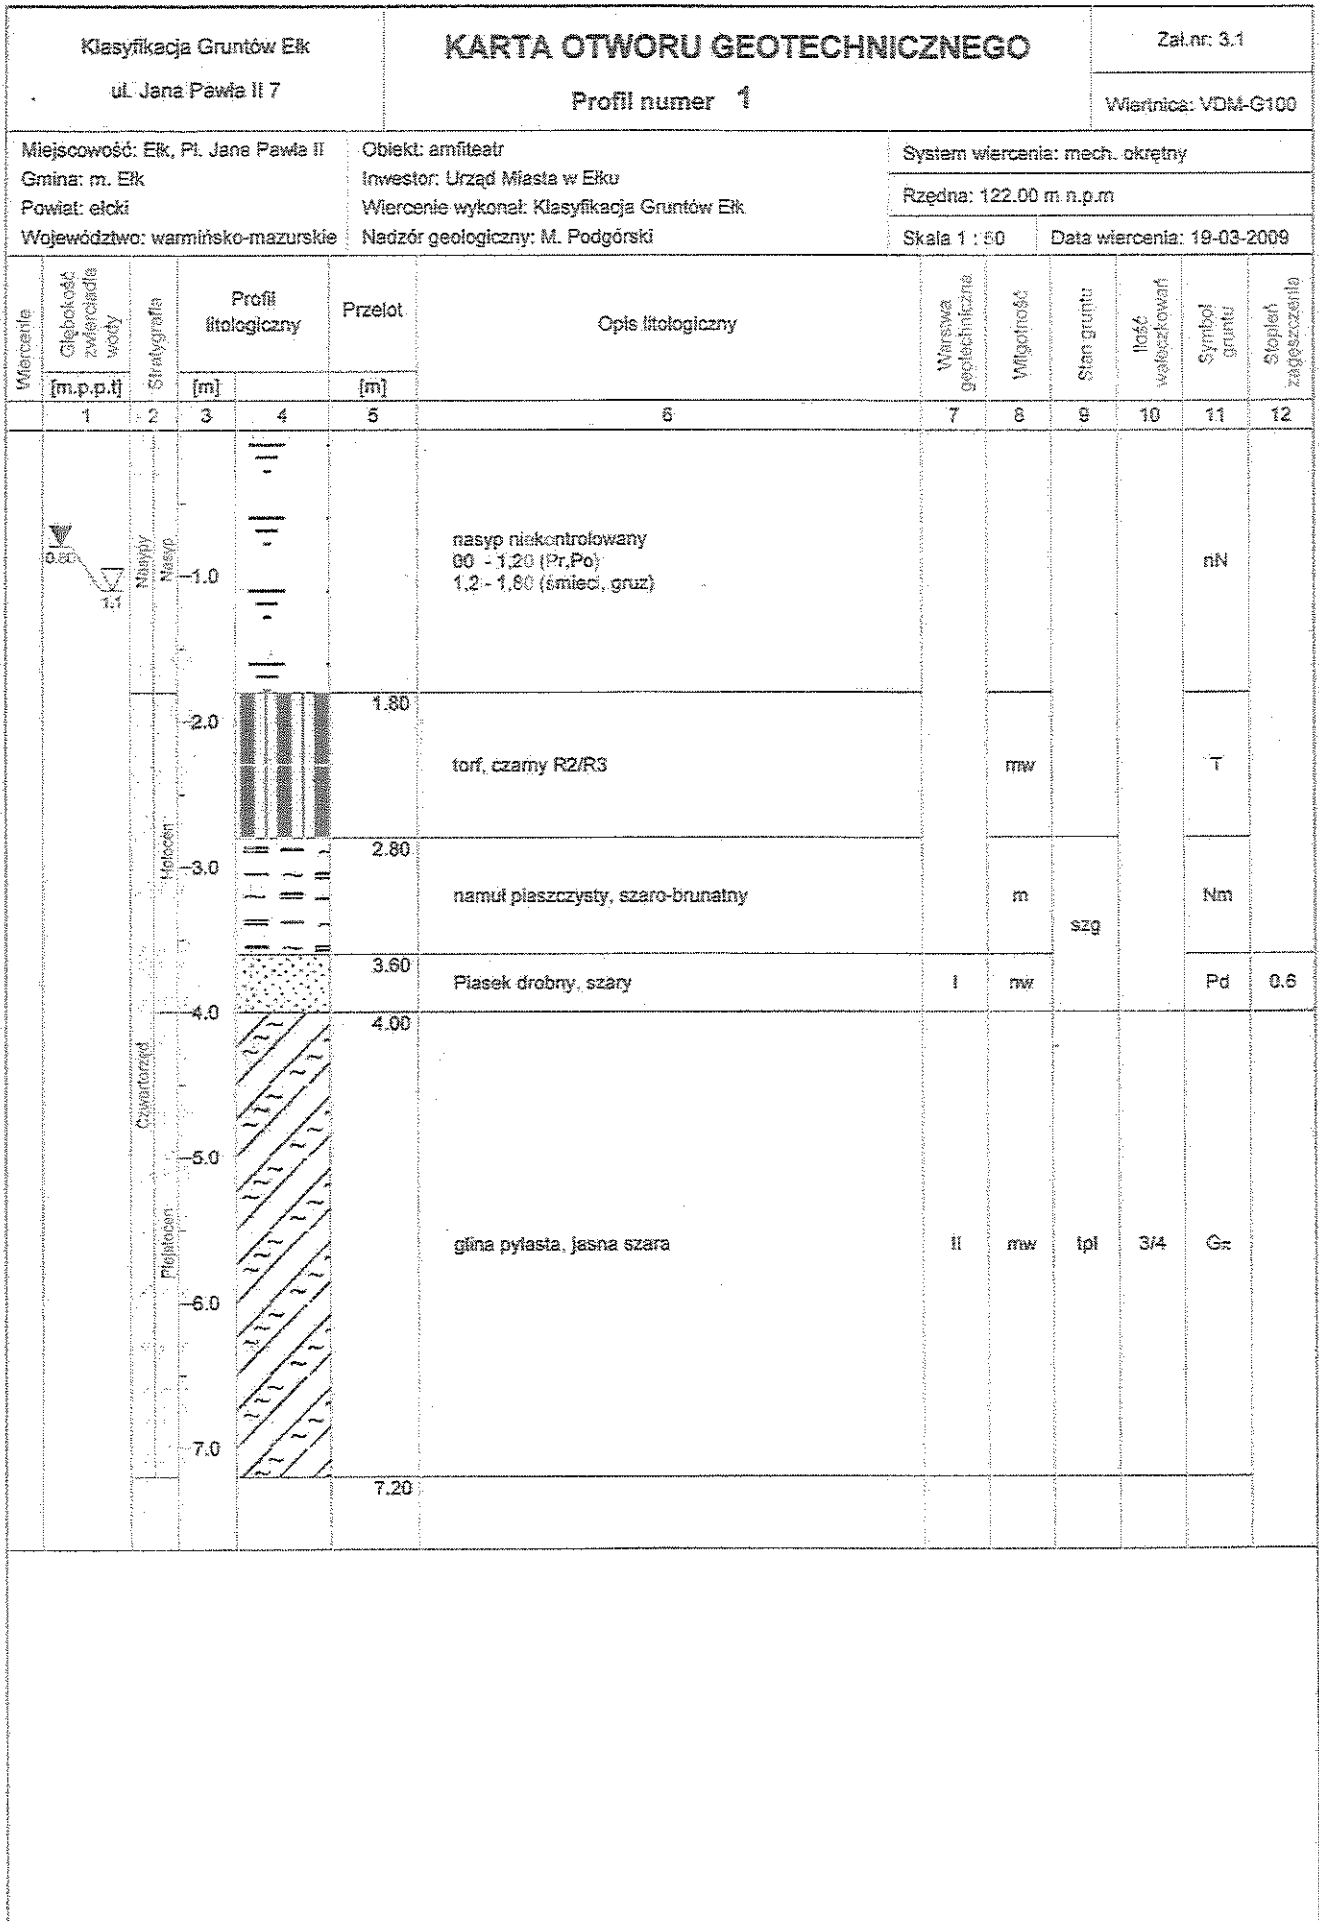 Klasyfikacja Gruntów Ełk
ul. Jana Pawła II 7
KARTA OTWORU GEOTECHNICZNEGO
Profil numer 1
Zał.nr: 3.1
Wiertnica: VDM-G100
Miejscowość: Ełk, Pl. Jana Pawła II
Gmina: m. Ełk
Powiat: ełcki
Województwo: warmińsko-mazurskie
Obiekt: amfiteatr
Inwestor: Urząd Miasta w Ełku
Wiercenie wykonał: Klasyfikacja Gruntów Ełk
Nadzór geologiczny: M. Podgórski
System wiercenia: mech. okrętny
Rzędna: 122.00 m n.p.m
Skala 1 : 50
Data wiercenia: 19-03-2009
Wiercenie
Głębokość zwierciadła wody
[m.p.p.t]
Stratygrafia
Profil litologiczny
[m]
Przelot
[m]
Opis litologiczny
Warstwa geotechniczna
Wilgotność
Stan gruntu
Ilość wałeczkowań
Symbol gruntu
Stopień zagęszczenia
1 2 3 4 5 6 7 8 9 10 11 12
0.80
1.1
Nasypy
Nasyp
1.0
nasyp niekontrolowany
00 - 1,20 (Pr,Po)
1,2 - 1,80 (śmieci, gruz)
nN
1.80
2.0
torf, czarny R2/R3
mw
T
Holocen
2.80
3.0
namuł piaszczysty, szaro-brunatny
m
szg
Nm
3.60
Piasek drobny, szary
I
nw
Pd
0.6
4.0
4.00
Czwartorzęd
5.0
Plejstocen
glina pylasta, jasna szara
II
mw
tpl
3/4
Gπ
6.0
7.0
7.20